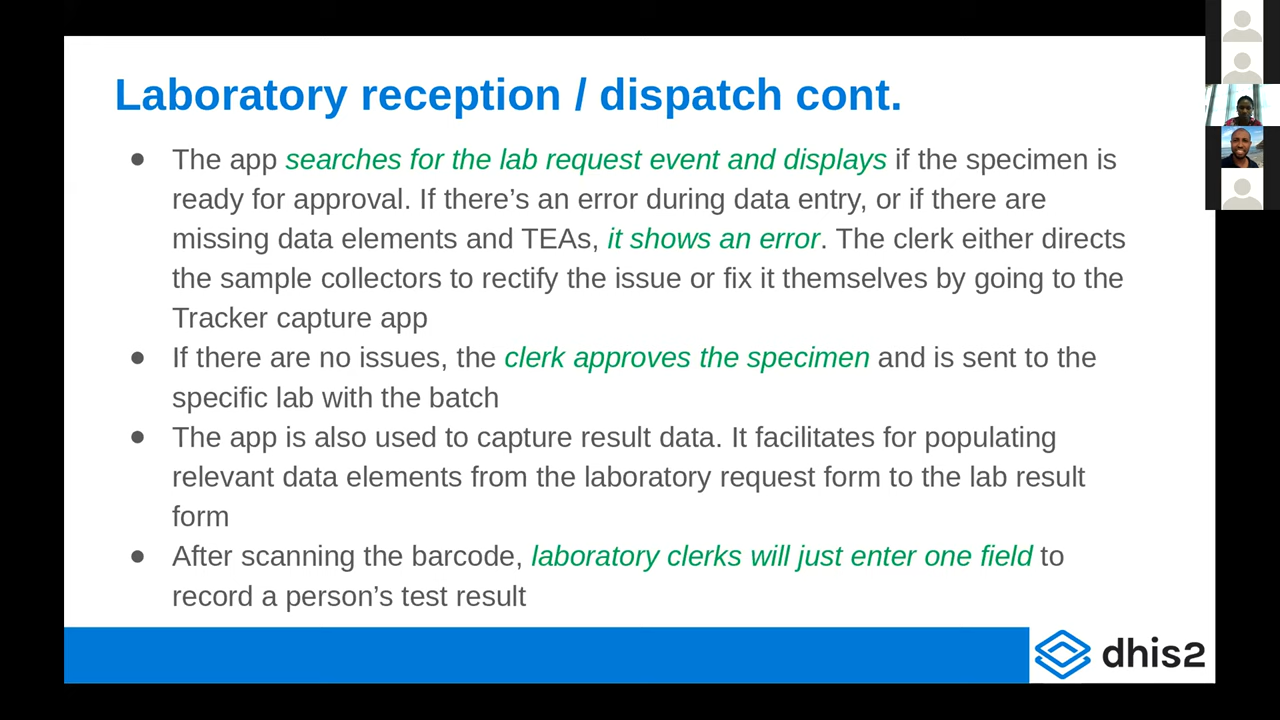 Laboratory reception / dispatch cont.
● The app searches for the lab request event and displays if the specimen is
ready for approval. If there’s an error during data entry, or if there are
missing data elements and TEAs, it shows an error. The clerk either directs
the sample collectors to rectify the issue or fix it themselves by going to the
Tracker capture app
● If there are no issues, the clerk approves the specimen and is sent to the
specific lab with the batch
● The app is also used to capture result data. It facilitates for populating
relevant data elements from the laboratory request form to the lab result
form
● After scanning the barcode, laboratory clerks will just enter one field to
record a person’s test result
dhis2